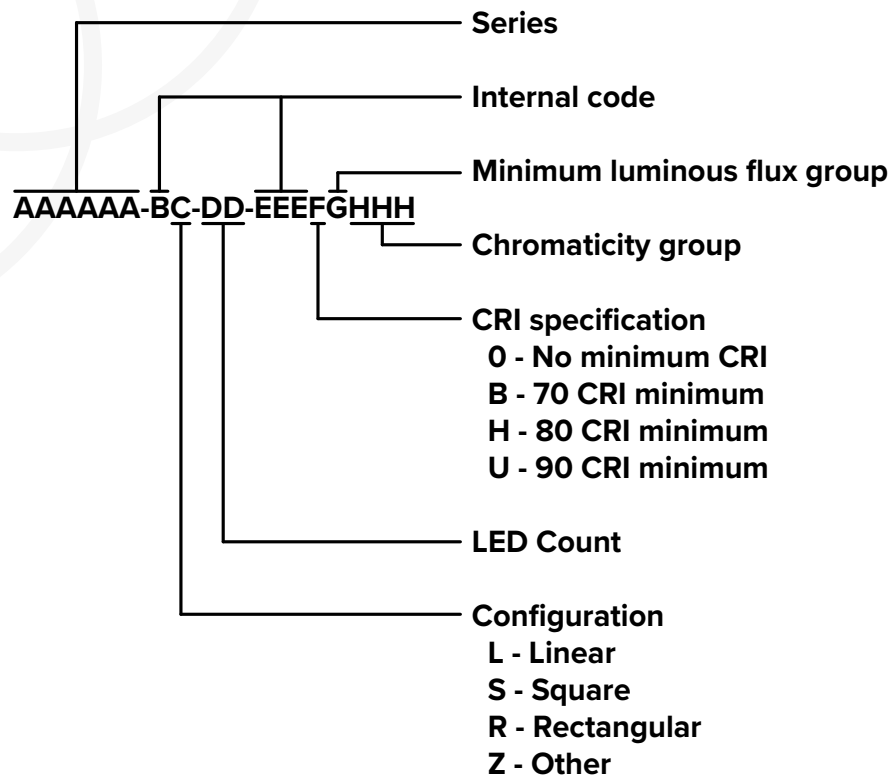 Series
Internal code
Minimum luminous flux group
AAAAAA-BC-DD-EEEFGHHH
Chromaticity group
CRI specification
0 - No minimum CRI
B - 70 CRI minimum
H - 80 CRI minimum
U - 90 CRI minimum
LED Count
Configuration
L - Linear
S - Square
R - Rectangular
Z - Other